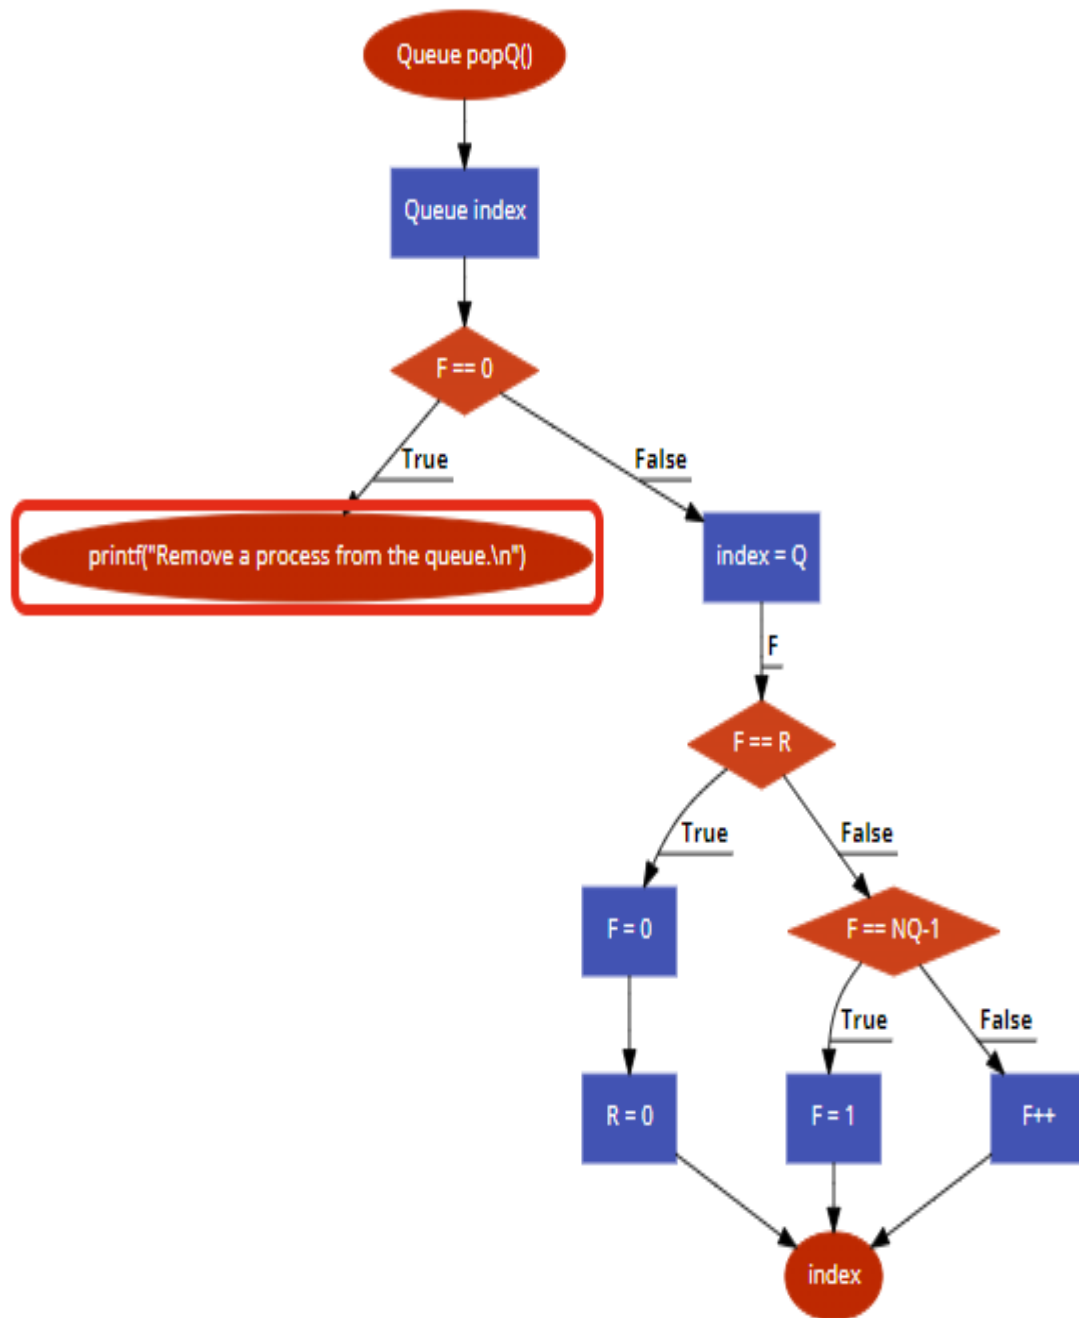 Queue popQ()
Queue index
F == 0
True
False
printf("Remove a process from the queue.\n")
index = Q
F
F == R
True
False
F = 0
F == NQ-1
True
False
R = 0
F = 1
F++
index